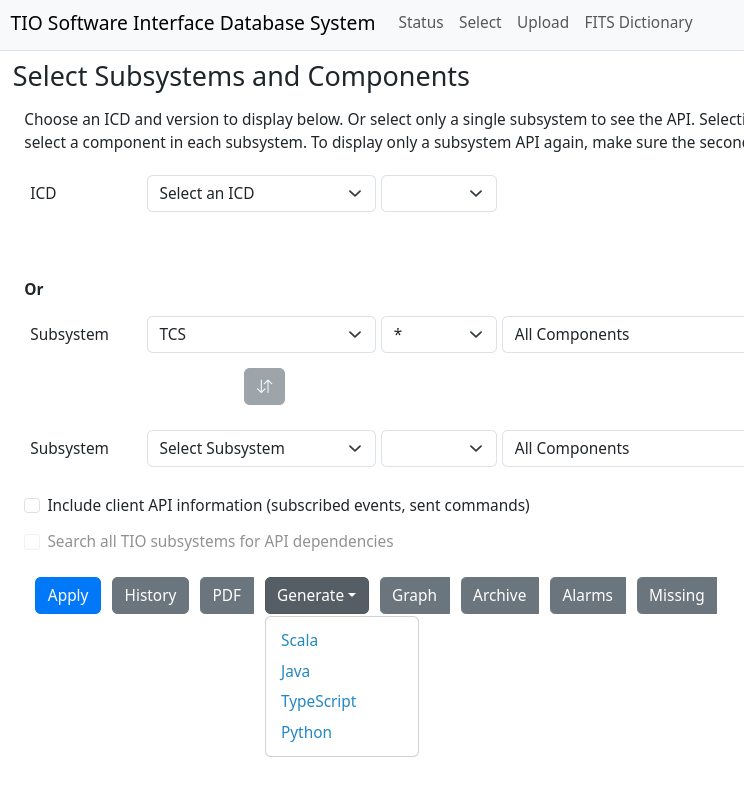 TIO Software Interface Database System Status Select Upload FITS Dictionary
Select Subsystems and Components
Choose an ICD and version to display below. Or select only a single subsystem to see the API.
select a component in each subsystem. To display only a subsystem API again, make sure the
ICD Select an ICD
Or
Subsystem TCS * All Components
Subsystem Select Subsystem All Components
Include client API information (subscribed events, sent commands)
Search all TIO subsystems for API dependencies
Apply History PDF Generate Graph Archive Alarms Missing
Scala
Java
TypeScript
Python